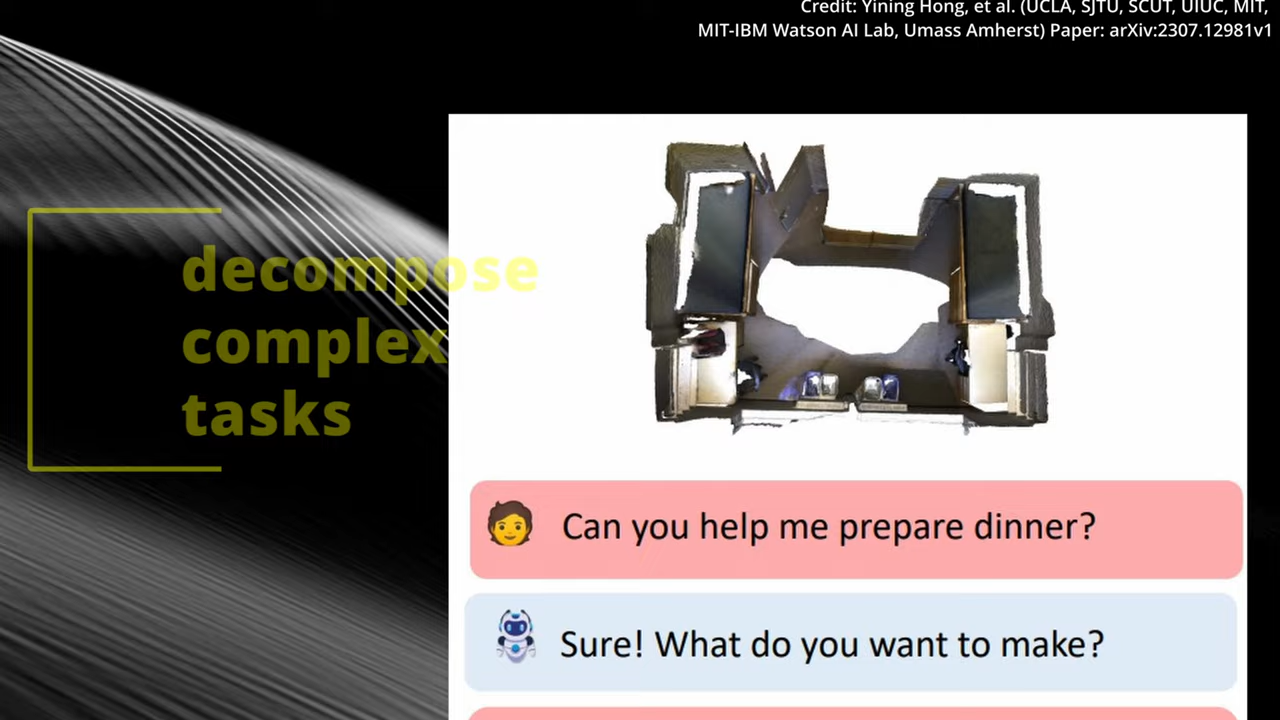 Credit: Yining Hong, et al. (UCLA, SJTU, SCUT, UIUC, MIT,
MIT-IBM Watson AI Lab, Umass Amherst) Paper: arXiv:2307.12981v1
decompose
complex
tasks
Can you help me prepare dinner?
Sure! What do you want to make?